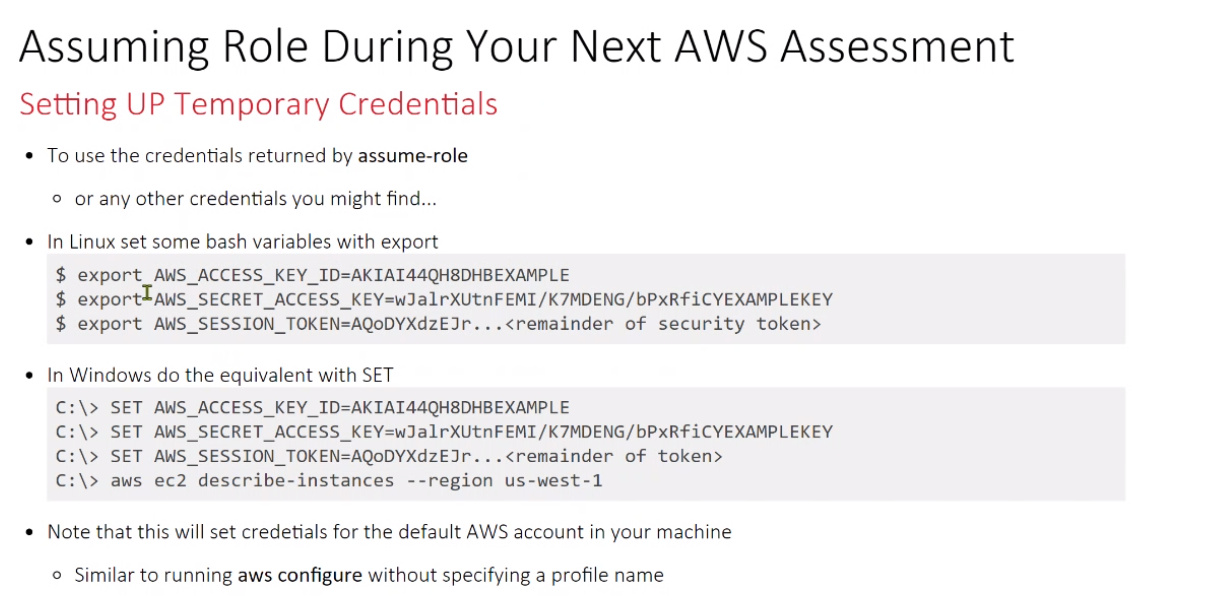 Assuming Role During Your Next AWS Assessment
Setting UP Temporary Credentials
• To use the credentials returned by assume-role
◦ or any other credentials you might find...
• In Linux set some bash variables with export
$ export AWS_ACCESS_KEY_ID=AKIAI44QH8DHBEXAMPLE
$ export AWS_SECRET_ACCESS_KEY=wJalrXUtnFEMI/K7MDENG/bPxRfiCYEXAMPLEKEY
$ export AWS_SESSION_TOKEN=AQoDYXdzEJr...<remainder of security token>
• In Windows do the equivalent with SET
C:\> SET AWS_ACCESS_KEY_ID=AKIAI44QH8DHBEXAMPLE
C:\> SET AWS_SECRET_ACCESS_KEY=wJalrXUtnFEMI/K7MDENG/bPxRfiCYEXAMPLEKEY
C:\> SET AWS_SESSION_TOKEN=AQoDYXdzEJr...<remainder of token>
C:\> aws ec2 describe-instances --region us-west-1
• Note that this will set credetials for the default AWS account in your machine
◦ Similar to running aws configure without specifying a profile name